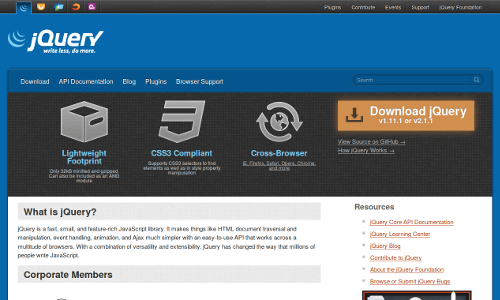 Plugins Contribute Events Support jQuery Foundation
jQuery
write less, do more.
Download API Documentation Blog Plugins Browser Support
Search
Lightweight
Footprint
Only 32kB minified and gzipped.
Can also be included as an AMD
module
CSS3 Compliant
Supports CSS3 selectors to find
elements as well as in style property
manipulation
Cross-Browser
IE, Firefox, Safari, Opera, Chrome,
and more
Download jQuery
v1.11.1 or v2.1.1
View Source on GitHub →
How jQuery Works →
What is jQuery?
jQuery is a fast, small, and feature-rich JavaScript library. It makes things like HTML document traversal and
manipulation, event handling, animation, and Ajax much simpler with an easy-to-use API that works across a
multitude of browsers. With a combination of versatility and extensibility, jQuery has changed the way that millions of
people write JavaScript.
Corporate Members
Resources
jQuery Core API Documentation
jQuery Learning Center
jQuery Blog
Contribute to jQuery
About the jQuery Foundation
Browse or Submit jQuery Bugs